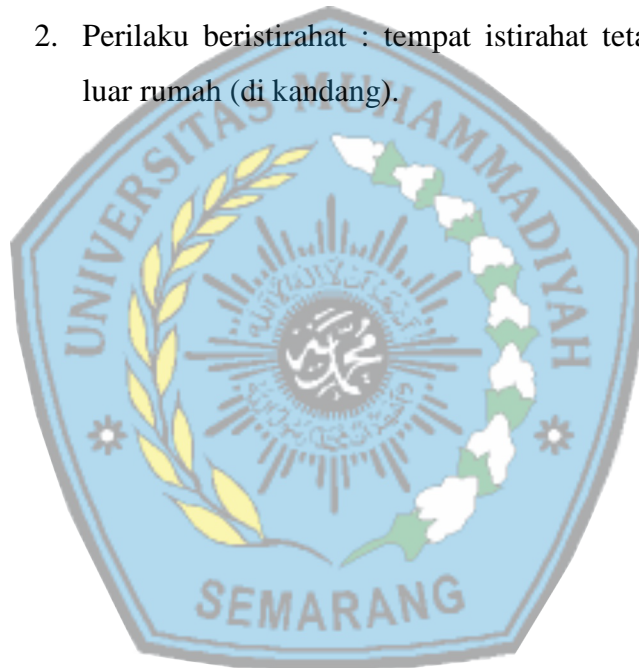 2. Perilaku beristirahat : tempat istirahat teta
luar rumah (di kandang).
UNIVERSITAS MUHAMMADIYAH
SEMARANG